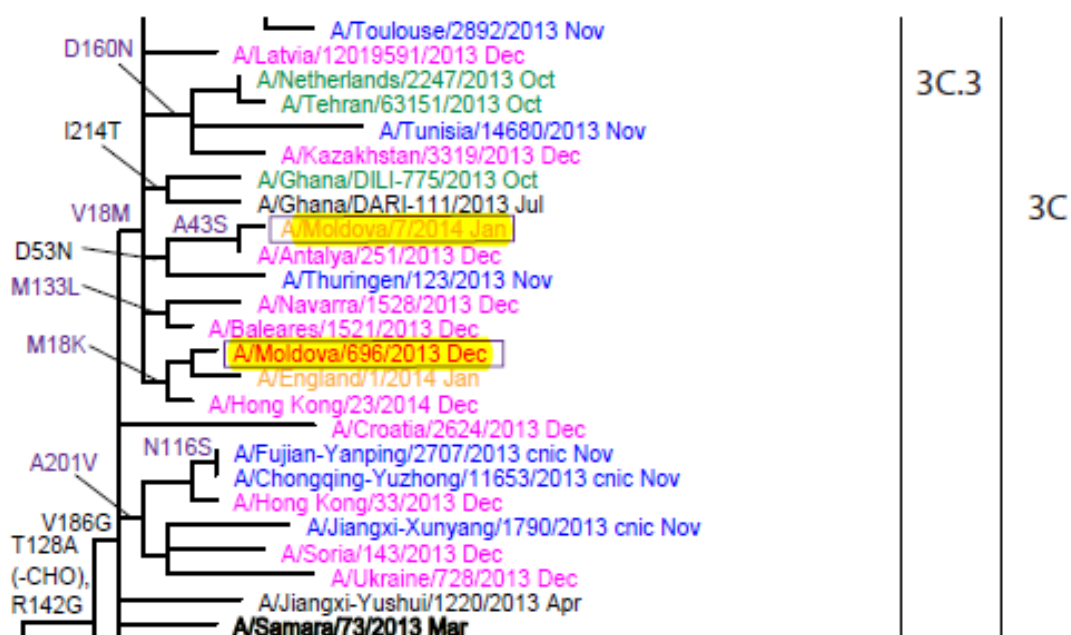 A/Toulouse/2892/2013 Nov
D160N
A/Latvia/12019591/2013 Dec
A/Netherlands/2247/2013 Oct
3C.3
A/Tehran/63151/2013 Oct
I214T
A/Tunisia/14680/2013 Nov
A/Kazakhstan/3319/2013 Dec
A/Ghana/DILI-775/2013 Oct
A/Ghana/DARI-111/2013 Jul
3C
V18M
A43S
A/Moldova/7/2014 Jan
D53N
A/Antalya/251/2013 Dec
A/Thuringen/123/2013 Nov
M133L
A/Navarra/1528/2013 Dec
A/Baleares/1521/2013 Dec
M18K
A/Moldova/696/2013 Dec
A/England/1/2014 Jan
A/Hong Kong/23/2014 Dec
A/Croatia/2624/2013 Dec
N116S
A/Fujian-Yanping/2707/2013 cnic Nov
A201V
A/Chongqing-Yuzhong/11653/2013 cnic Nov
A/Hong Kong/33/2013 Dec
V186G
A/Jiangxi-Xunyang/1790/2013 cnic Nov
T128A
A/Soria/143/2013 Dec
(-CHO),
A/Ukraine/728/2013 Dec
R142G
A/Jiangxi-Yushui/1220/2013 Apr
A/Samara/73/2013 Mar